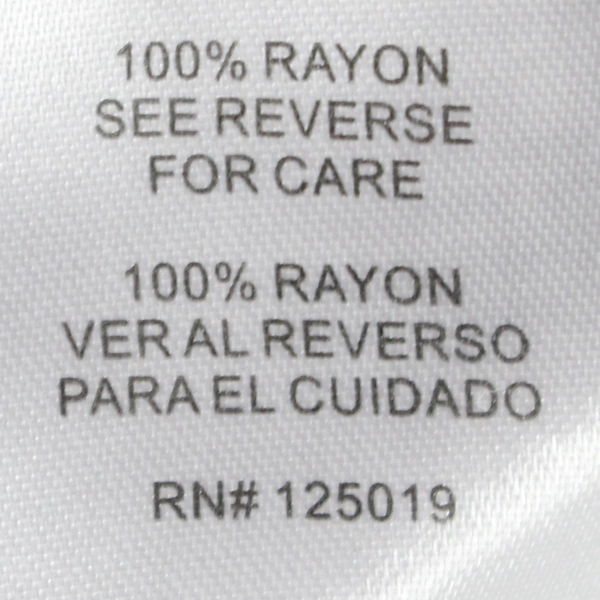 100% RAYON
SEE REVERSE
FOR CARE
100% RAYON
VER AL REVERSO
PARA EL CUIDADO
RN# 125019